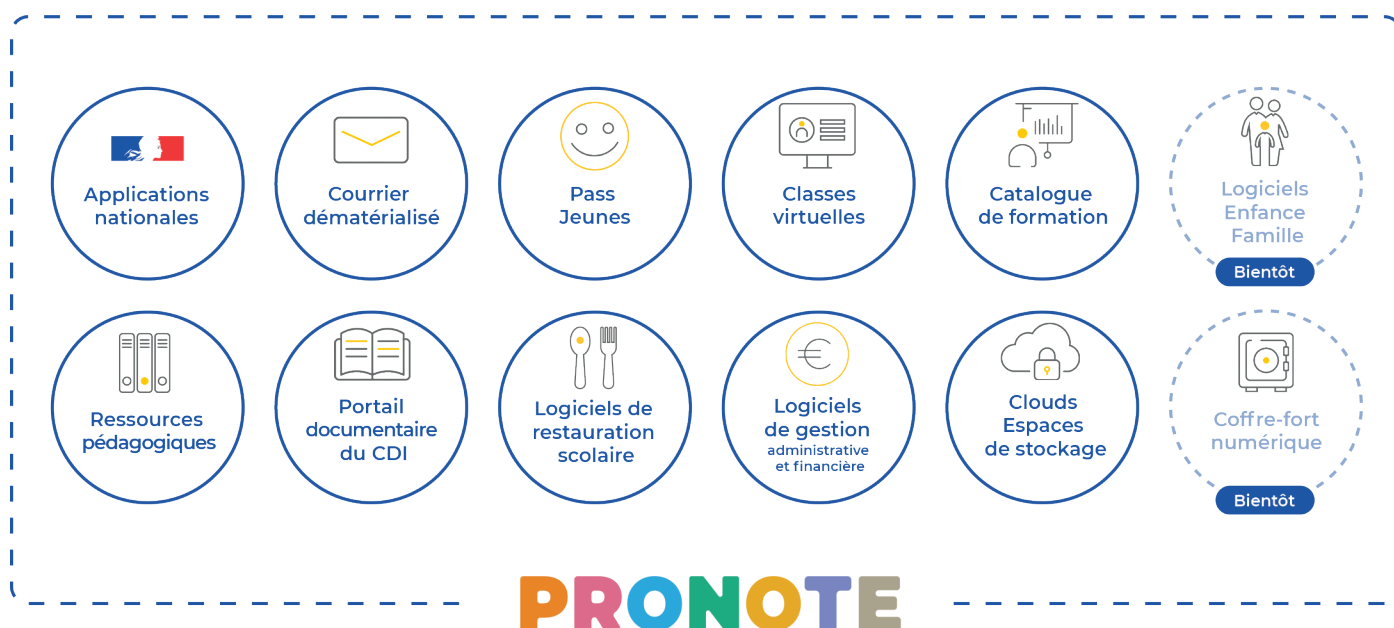 Applications
nationales
Courrier
dématérialisé
Pass
Jeunes
Classes
virtuelles
Catalogue
de formation
Logiciels
Enfance
Famille
Bientôt
Ressources
pédagogiques
Portail
documentaire
du CDI
Logiciels de
restauration
scolaire
Logiciels
de gestion
administrative
et financière
Clouds
Espaces
de stockage
Coffre-fort
numérique
Bientôt
PRONOTE